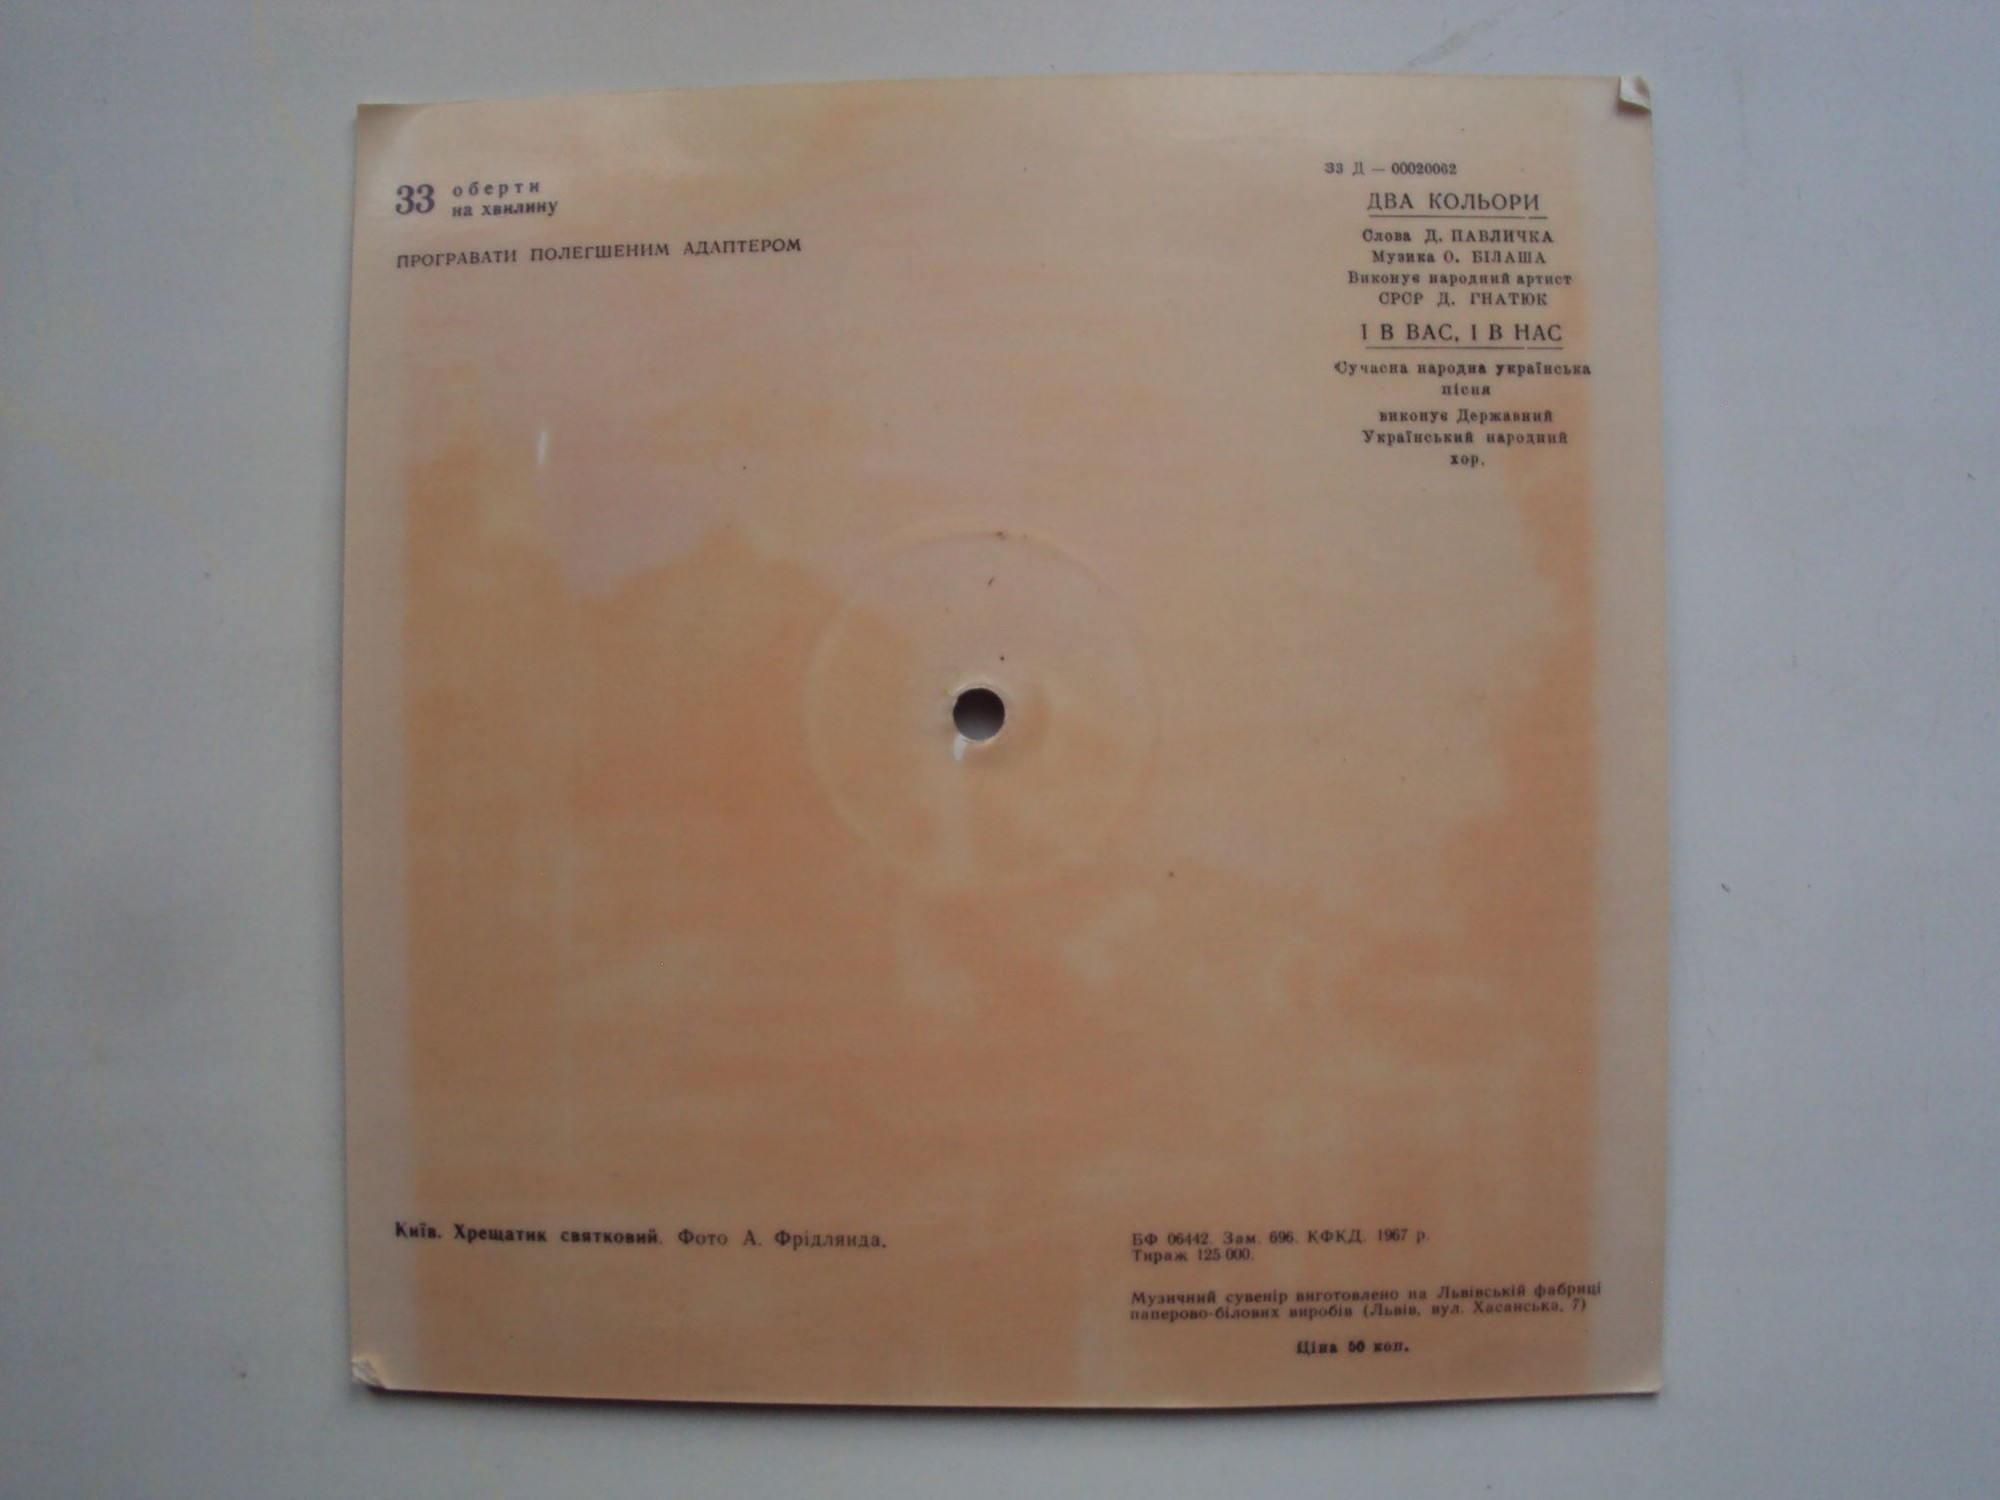 33 оберти
на хвилину
ПРОГРАВАТИ ПОЛЕГШЕНИМ АДАПТЕРОМ
33 Д — 00020062
ДВА КОЛЬОРИ
Слова Д. ПАВЛИЧКА
Музика О. БІЛАША
Виконує народний артист
СРСР Д. ГНАТЮК
І В ВАС, І В НАС
Сучасна народна українська
пісня
виконує Державний
Український народний
хор.
Київ. Хрещатик святковий. Фото А. Фрідлянда.
БФ 06442. Зам. 696. КФКД. 1967 р.
Тираж 125 000.
Музичний сувенір виготовлено на Львівській фабриці
паперово-білових виробів (Львів, вул. Хасанська, 7)
Ціна 50 коп.